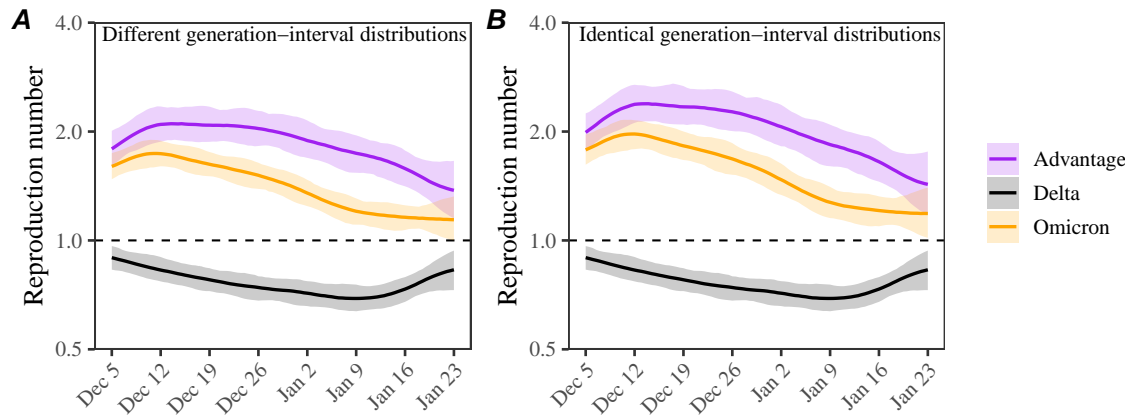 A
B
Different generation−interval distributions
Identical generation−interval distributions
Reproduction number
4.0
2.0
1.0
0.5
Dec 5
Dec 12
Dec 19
Dec 26
Jan 2
Jan 9
Jan 16
Jan 23
Reproduction number
4.0
2.0
1.0
0.5
Dec 5
Dec 12
Dec 19
Dec 26
Jan 2
Jan 9
Jan 16
Jan 23
Advantage
Delta
Omicron